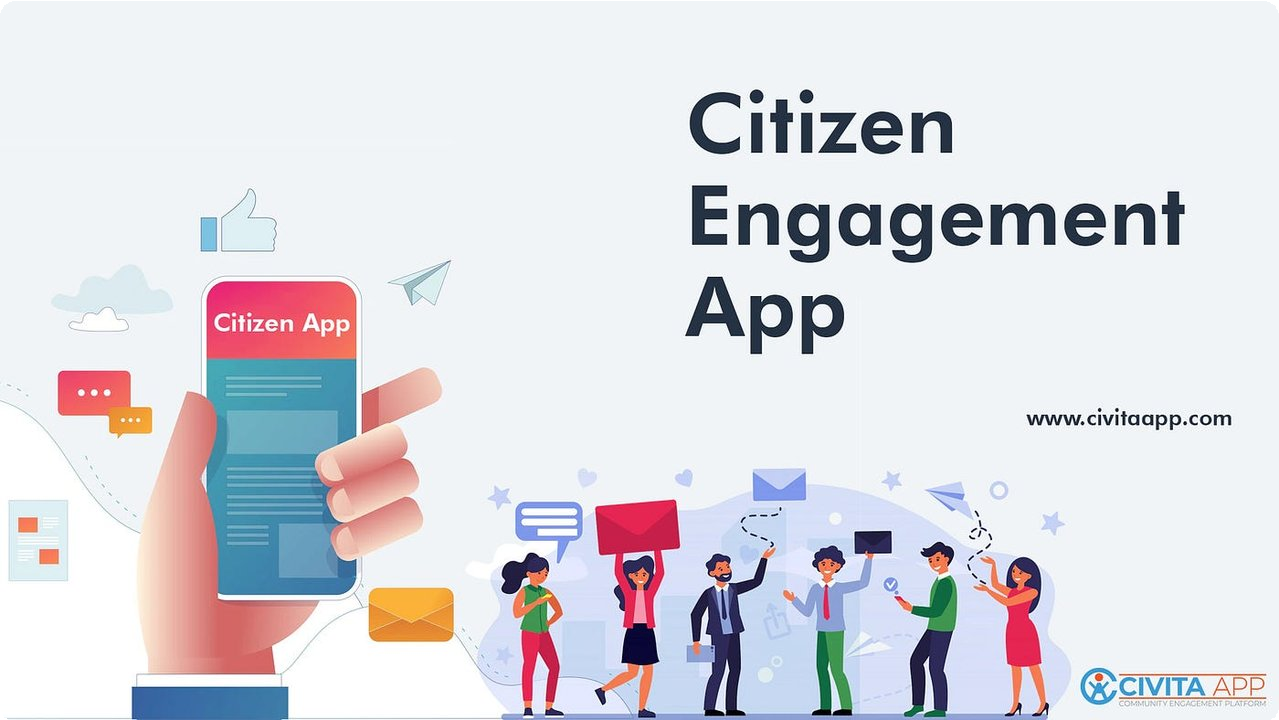 Citizen
Engagement
App
Citizen App
www.civitaapp.com
CIVITA APP
COMMUNITY ENGAGEMENT PLATFORM